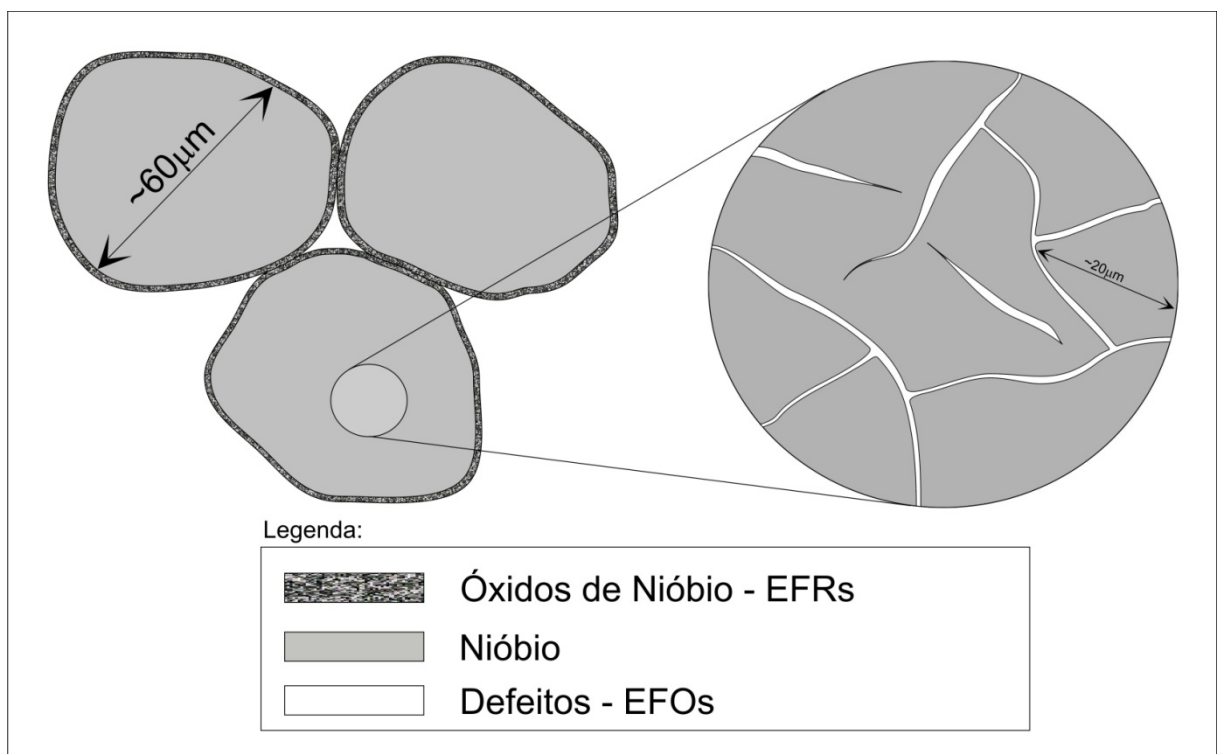 ~60μm
~20μm
Legenda:
Óxidos de Nióbio - EFRs
Nióbio
Defeitos - EFOs